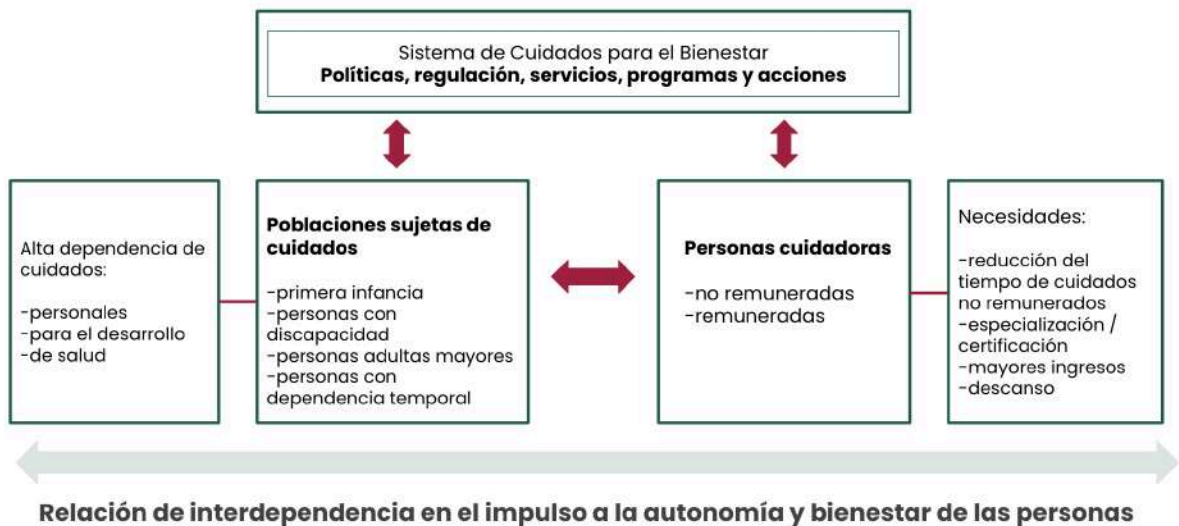 Sistema de Cuidados para el Bienestar
Políticas, regulación, servicios, programas y acciones
Alta dependencia de
cuidados:
-personales
-para el desarrollo
-de salud
Poblaciones sujetas de
cuidados
-primera infancia
-personas con
discapacidad
-personas adultas mayores
-personas con
dependencia temporal
Personas cuidadoras
-no remuneradas
-remuneradas
Necesidades:
-reducción del
tiempo de cuidados
no remunerados
-especialización /
certificación
-mayores ingresos
-descanso
Relación de interdependencia en el impulso a la autonomía y bienestar de las personas